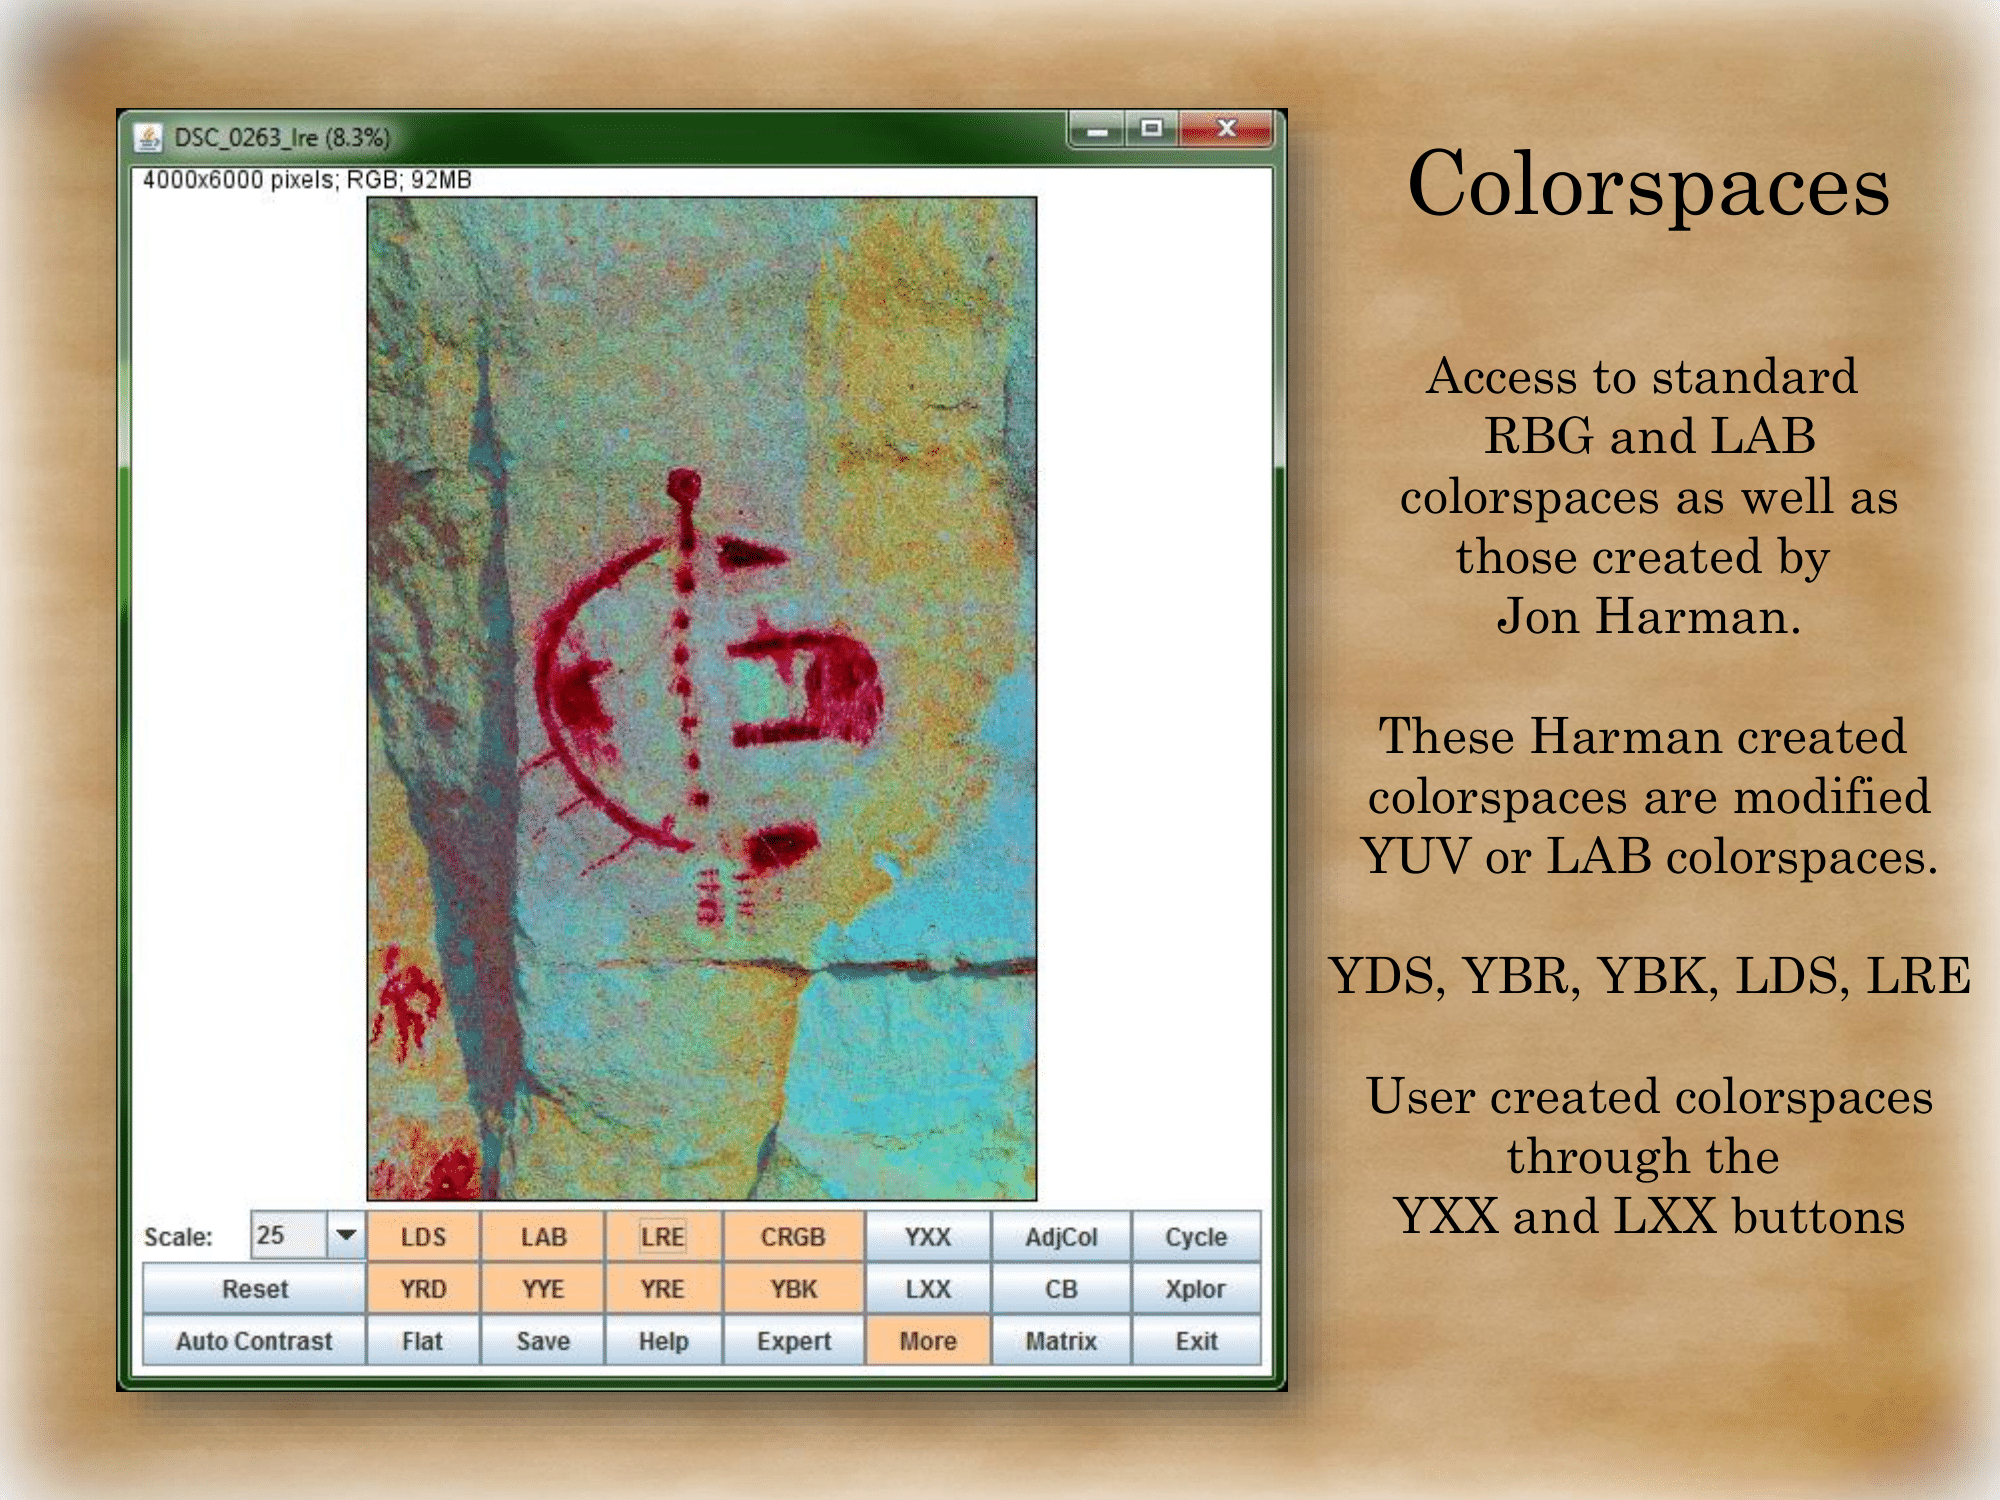 DSC_0263_lre (8.3%)
4000x6000 pixels; RGB; 92MB
Scale: 25 LDS LAB LRE CRGB YXX AdjCol Cycle
Reset YRD YYE YRE YBK LXX CB Xplor
Auto Contrast Flat Save Help Expert More Matrix Exit
Colorspaces
Access to standard
RBG and LAB
colorspaces as well as
those created by
Jon Harman.
These Harman created
colorspaces are modified
YUV or LAB colorspaces.
YDS, YBR, YBK, LDS, LRE
User created colorspaces
through the
YXX and LXX buttons